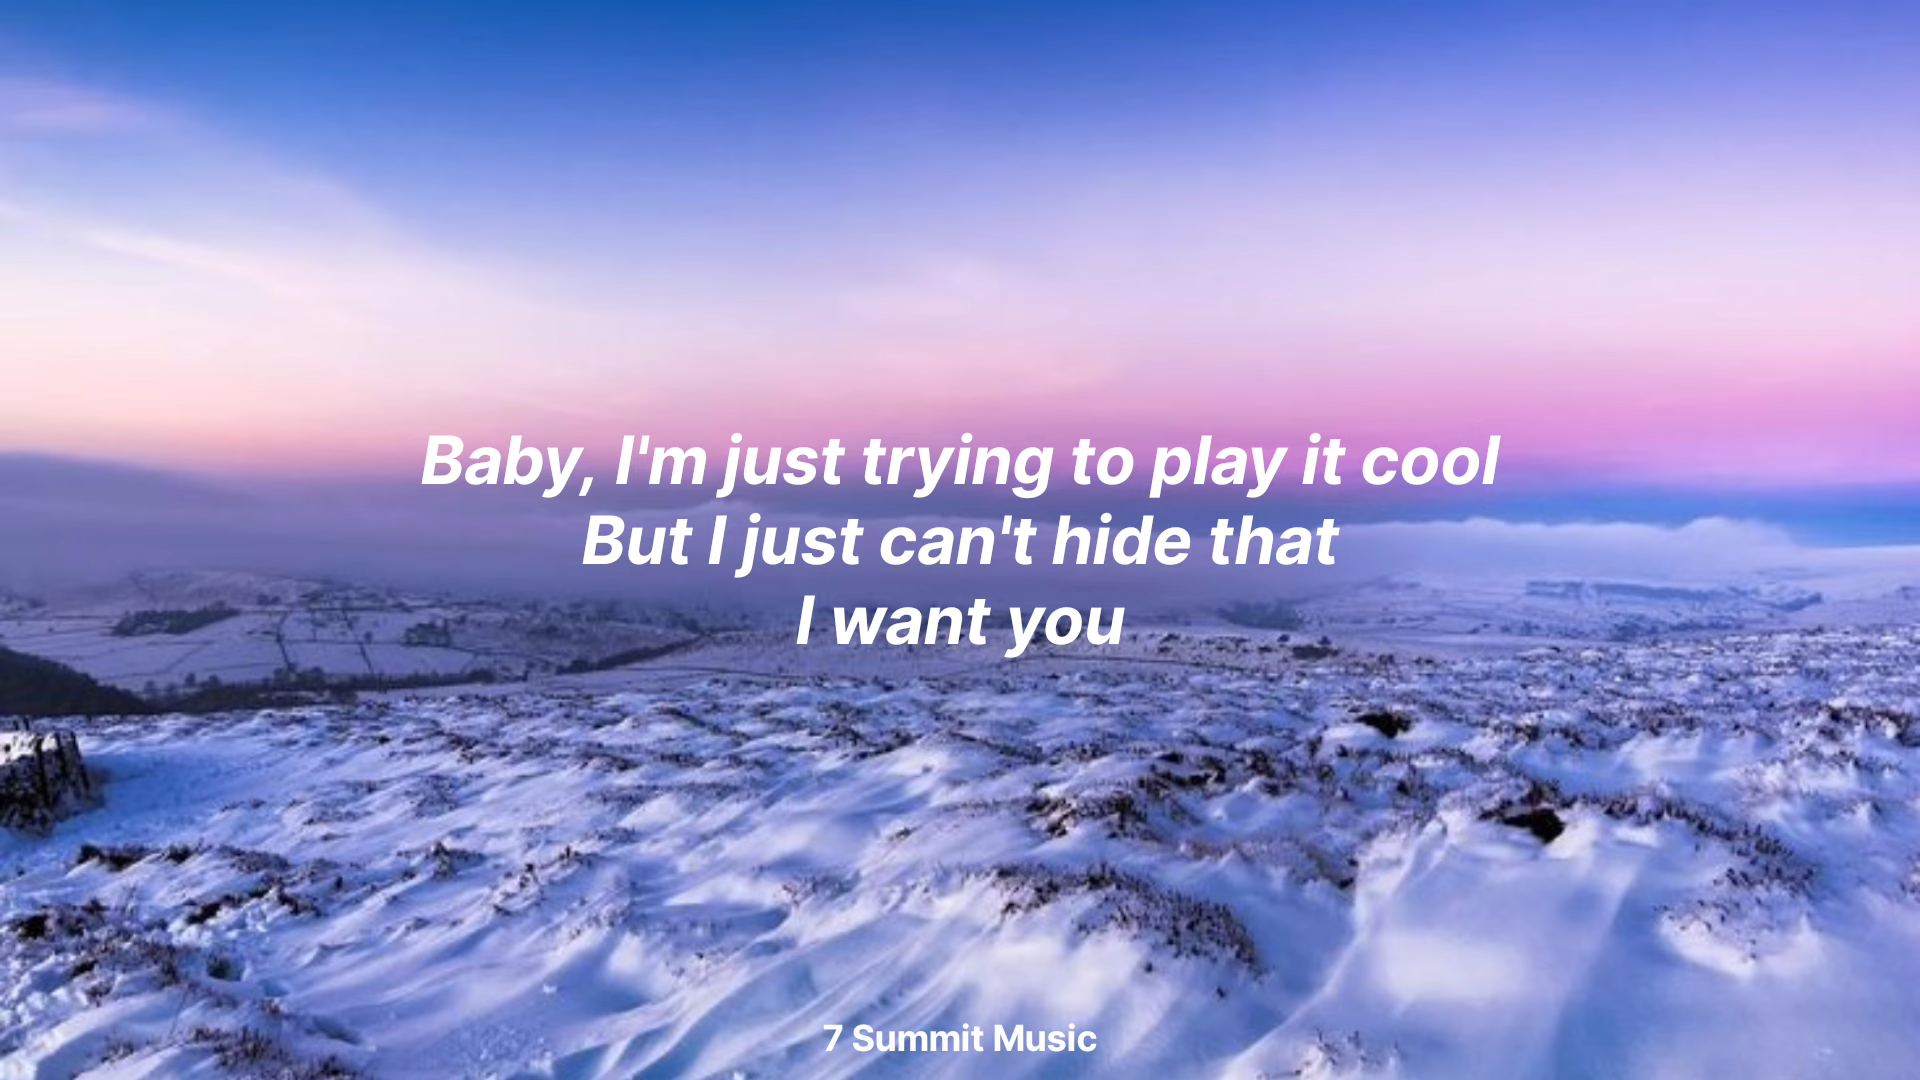 Baby, I'm just trying to play it cool
But I just can't hide that
I want you
7 Summit Music